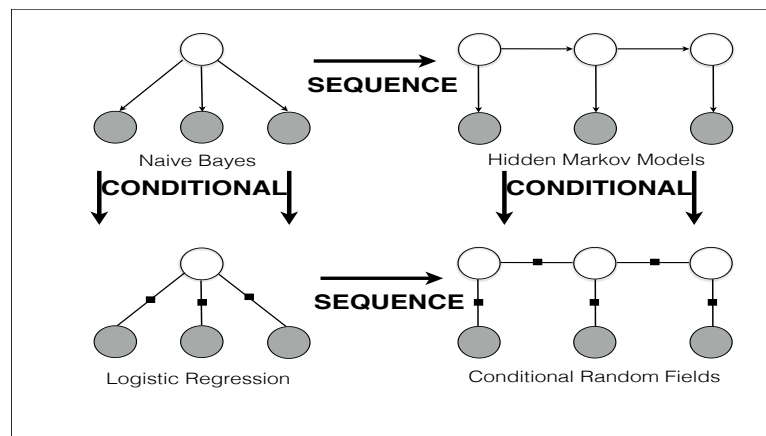 SEQUENCE
Naive Bayes
Hidden Markov Models
CONDITIONAL
CONDITIONAL
SEQUENCE
Logistic Regression
Conditional Random Fields